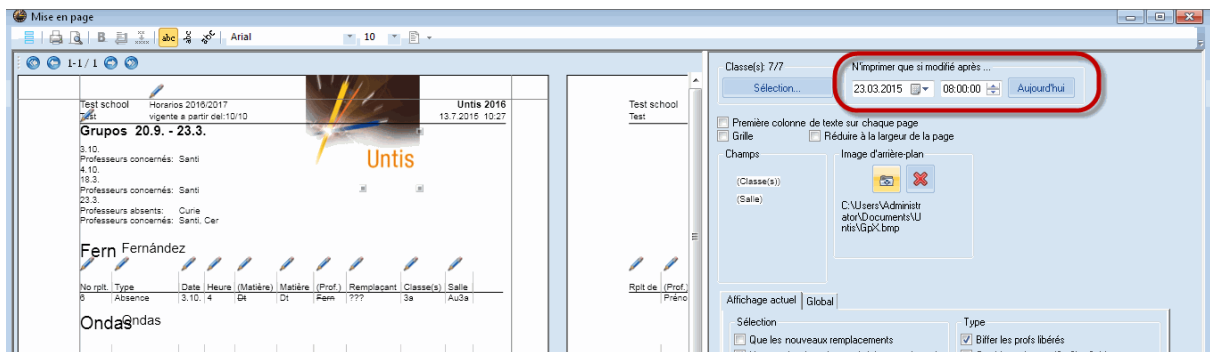 Mise en page
B abc Arial 10
1-1 / 1
Test school Horarios 2016/2017 Untis 2016
Test vigente a partir del:10/10 13.7.2015 10:27
Grupos 20.9. - 23.3.
3.10.
Professeurs concernés: Santi
4.10.
18.3.
Professeurs concernés: Santi
23.3.
Professeurs absents: Curie
Professeurs concernés: Santi, Cer
Untis
Fern Fernández
No rplt. Type Date Heure (Matière) Matière (Prof.) Remplaçant Classe(s) Salle
6 Absence 3.10. 4 Dt Dt Fern ??? 3a Au3a
Ondas Ondas
Test school
Test
Rplt de (Prof.)
Préno
Classe(s): 7/7
Sélection...
N'imprimer que si modifié après ...
23.03.2015 08:00:00 Aujourd'hui
Première colonne de texte sur chaque page
Grille Réduire à la largeur de la page
Champs
(Classe(s))
(Salle)
Image d'arrière-plan
C:\Users\Administr
ator\Documents\U
ntis\GpX.bmp
Affichage actuel Global
Sélection
Que les nouveaux remplacements
Type
Biffer les profs libérés